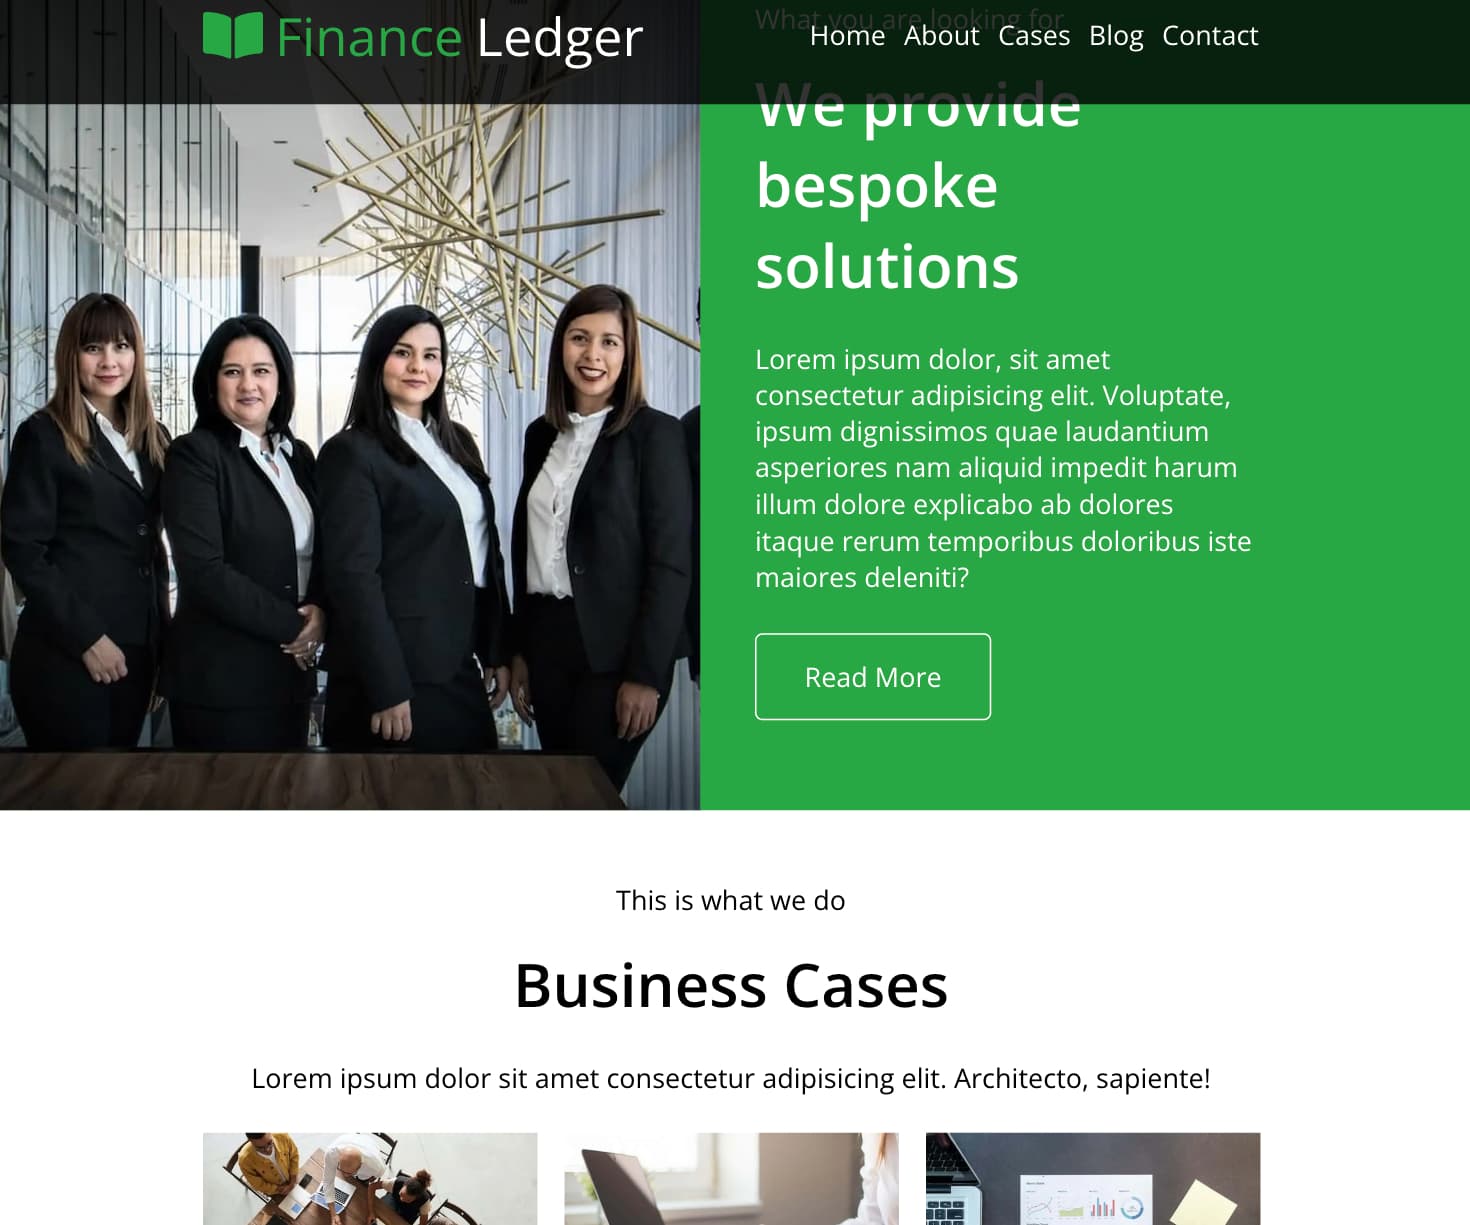 Finance Ledger
Home About Cases Blog Contact
What you are looking for
We provide
bespoke
solutions
Lorem ipsum dolor, sit amet
consectetur adipisicing elit. Voluptate,
ipsum dignissimos quae laudantium
asperiores nam aliquid impedit harum
illum dolore explicabo ab dolores
itaque rerum temporibus doloribus iste
maiores deleniti?
Read More
This is what we do
Business Cases
Lorem ipsum dolor sit amet consectetur adipisicing elit. Architecto, sapiente!